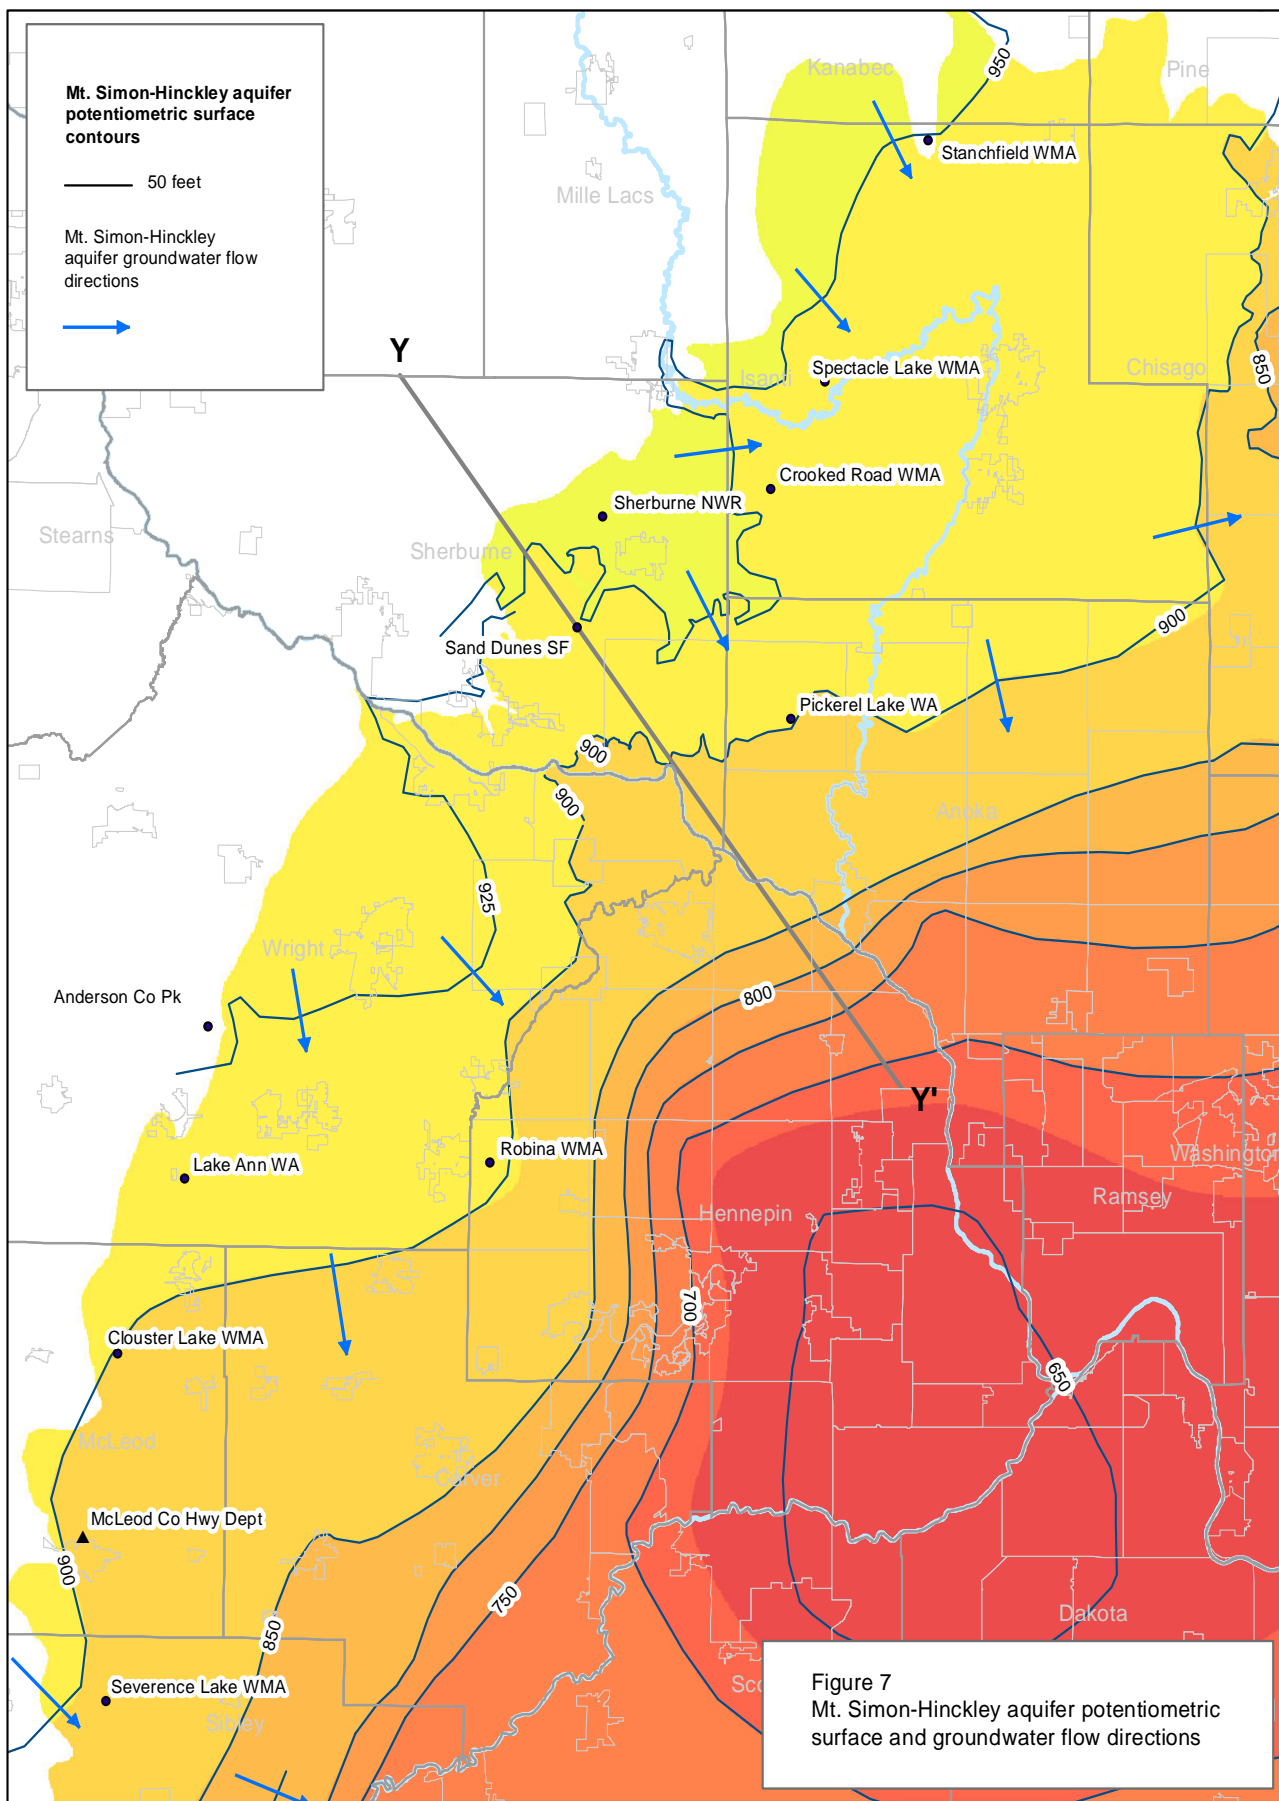 Mt. Simon-Hinckley aquifer
potentiometric surface
contours
50 feet
Mt. Simon-Hinckley
aquifer groundwater flow
directions
Kanabec
950
Pine
Stanchfield WMA
Mille Lacs
Y
850
Chisago
Spectacle Lake WMA
Isanti
Crooked Road WMA
Sherburne NWR
Stearns
Sherburne
900
Sand Dunes SF
Pickerel Lake WA
900
900
Anoka
925
Wright
Anderson Co Pk
800
Y'
Robina WMA
Washington
Lake Ann WA
Ramsey
Hennepin
700
Clouster Lake WMA
650
McLeod
Carver
McLeod Co Hwy Dept
900
750
850
Dakota
Severence Lake WMA
Sco
Sibley
Figure 7
Mt. Simon-Hinckley aquifer potentiometric
surface and groundwater flow directions